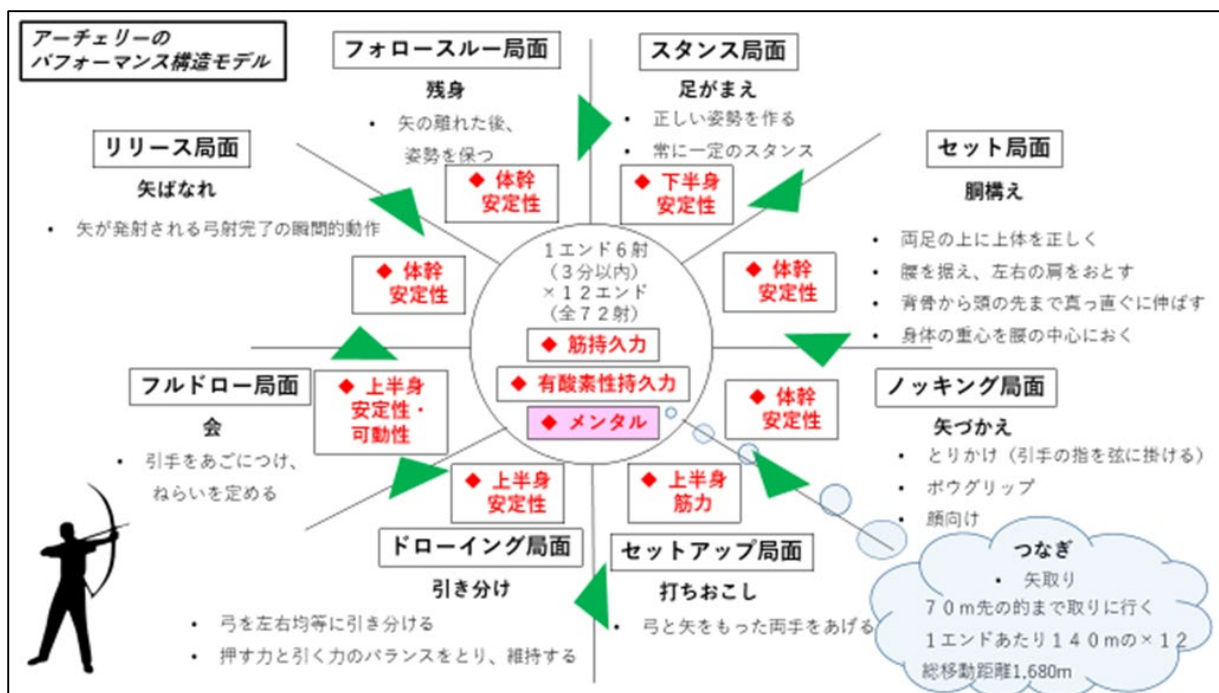 アーチェリーの
パフォーマンス構造モデル
フォロースルー局面
残身
• 矢の離れた後、
姿勢を保つ
◆ 体幹
安定性
スタンス局面
足がまえ
• 正しい姿勢を作る
• 常に一定のスタンス
◆ 下半身
安定性
セット局面
胴構え
• 両足の上に上体を正しく
• 腰を据え、左右の肩をおとす
• 背骨から頭の先まで真っ直ぐに伸ばす
• 身体の重心を腰の中心におく
◆ 体幹
安定性
ノッキング局面
矢づかえ
• とりかけ（引手の指を弦に掛ける）
• ボウグリップ
• 顔向け
◆ 体幹
安定性
セットアップ局面
打ちおこし
• 弓と矢をもった両手をあげる
◆ 上半身
筋力
ドローイング局面
引き分け
• 弓を左右均等に引き分ける
• 押す力と引く力のバランスをとり、維持する
◆ 上半身
安定性
フルドロー局面
会
• 引手をあごにつけ、
ねらいを定める
◆ 上半身
安定性・
可動性
リリース局面
矢ばなれ
• 矢が発射される弓射完了の瞬間的動作
◆ 体幹
安定性
１エンド６射
（３分以内）
×１２エンド
（全７２射）
◆ 筋持久力
◆ 有酸素性持久力
◆ メンタル
つなぎ
• 矢取り
７０ｍ先の的まで取りに行く
１エンドあたり１４０ｍの×１２
総移動距離1,680m